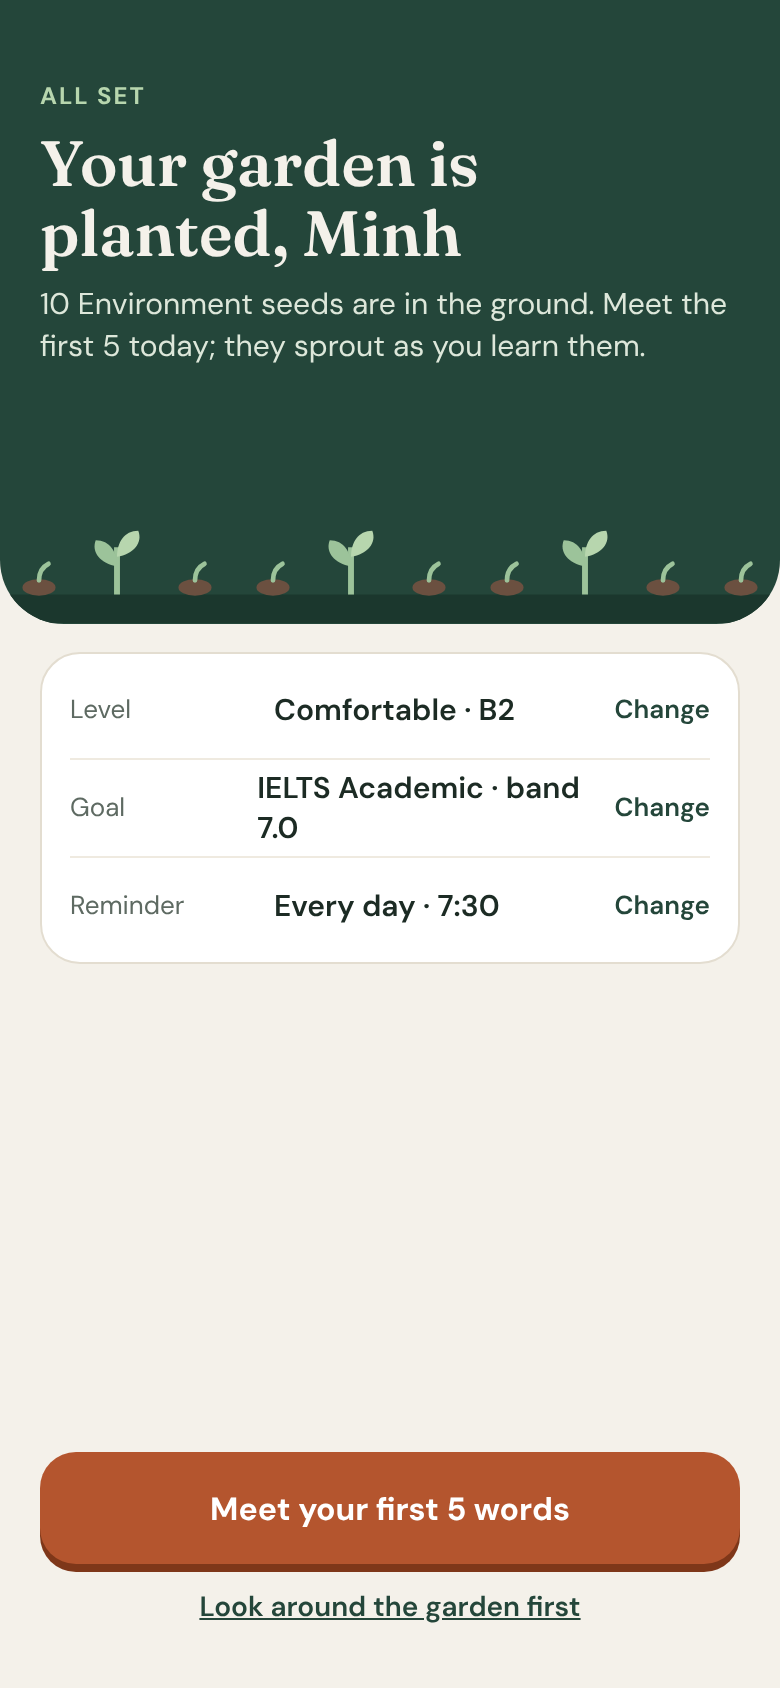 ALL SET
Your garden is
planted, Minh
10 Environment seeds are in the ground. Meet the
first 5 today; they sprout as you learn them.
Level
Comfortable · B2
Change
Goal
IELTS Academic · band
7.0
Change
Reminder
Every day · 7:30
Change
Meet your first 5 words
Look around the garden first